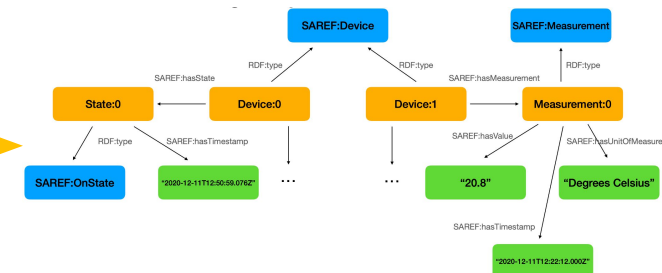 SAREF:Device
SAREF:Measurement
RDF:type
RDF:type
RDF:type
SAREF:hasState
SAREF:hasMeasurement
State:0
Device:0
Device:1
Measurement:0
RDF:type
SAREF:hasTimestamp
SAREF:hasValue
SAREF:hasUnitOfMeasure
SAREF:OnState
"2020-12-11T12:50:59.076Z"
...
...
"20.8"
"Degrees Celsius"
SAREF:hasTimestamp
"2020-12-11T12:22:12.000Z"